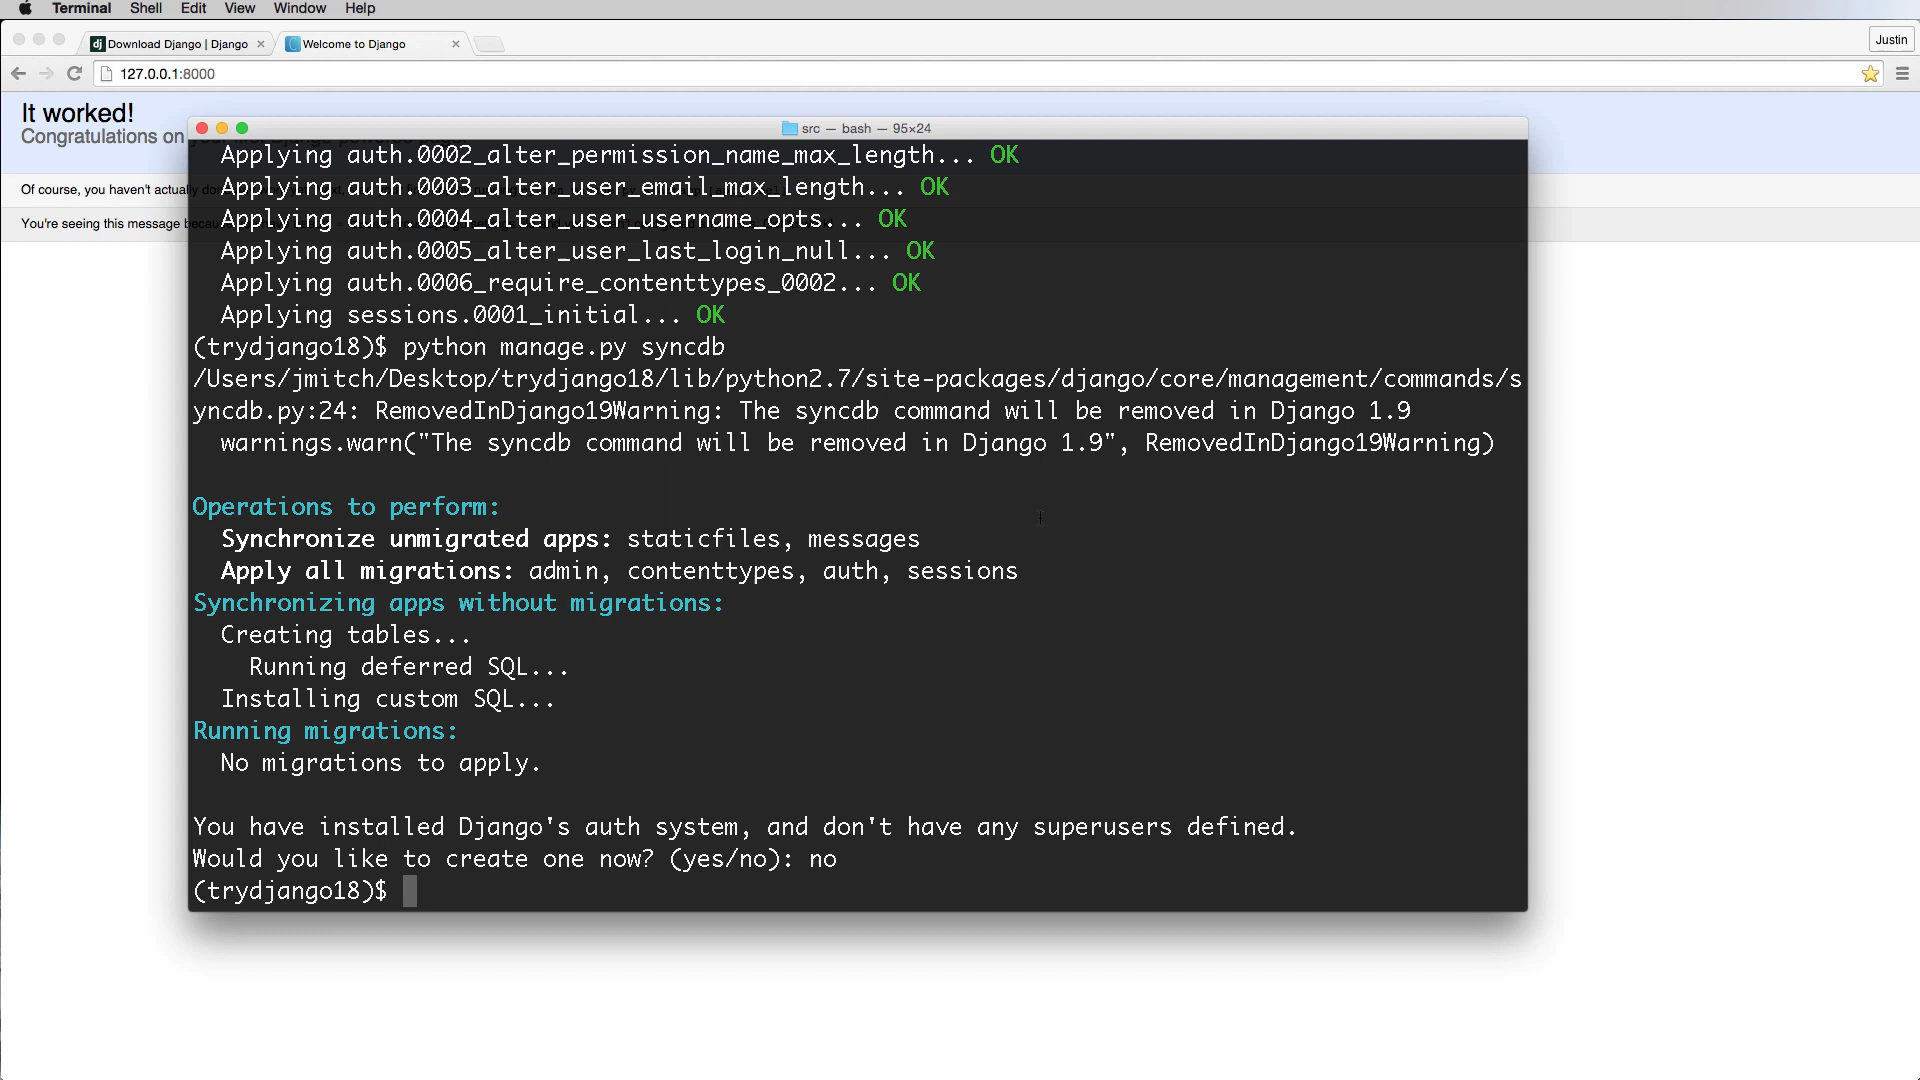 Terminal Shell Edit View Window Help
Download Django | Django
Welcome to Django
Justin
127.0.0.1:8000
It worked!
Congratulations on
Of course, you haven't actually
You're seeing this message because
src — bash — 95×24
Applying auth.0002_alter_permission_name_max_length... OK
Applying auth.0003_alter_user_email_max_length... OK
Applying auth.0004_alter_user_username_opts... OK
Applying auth.0005_alter_user_last_login_null... OK
Applying auth.0006_require_contenttypes_0002... OK
Applying sessions.0001_initial... OK
(trydjango18)$ python manage.py syncdb
/Users/jmitch/Desktop/trydjango18/lib/python2.7/site-packages/django/core/management/commands/s
yncdb.py:24: RemovedInDjango19Warning: The syncdb command will be removed in Django 1.9
warnings.warn("The syncdb command will be removed in Django 1.9", RemovedInDjango19Warning)
Operations to perform:
Synchronize unmigrated apps: staticfiles, messages
Apply all migrations: admin, contenttypes, auth, sessions
Synchronizing apps without migrations:
Creating tables...
Running deferred SQL...
Installing custom SQL...
Running migrations:
No migrations to apply.
You have installed Django's auth system, and don't have any superusers defined.
Would you like to create one now? (yes/no): no
(trydjango18)$